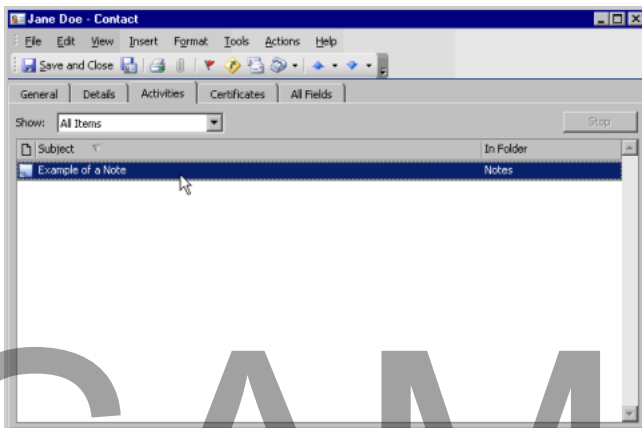 Jane Doe - Contact
File Edit View Insert Format Tools Actions Help
Save and Close
General Details Activities Certificates All Fields
Show: All Items Stop
Subject In Folder
Example of a Note Notes
CAM